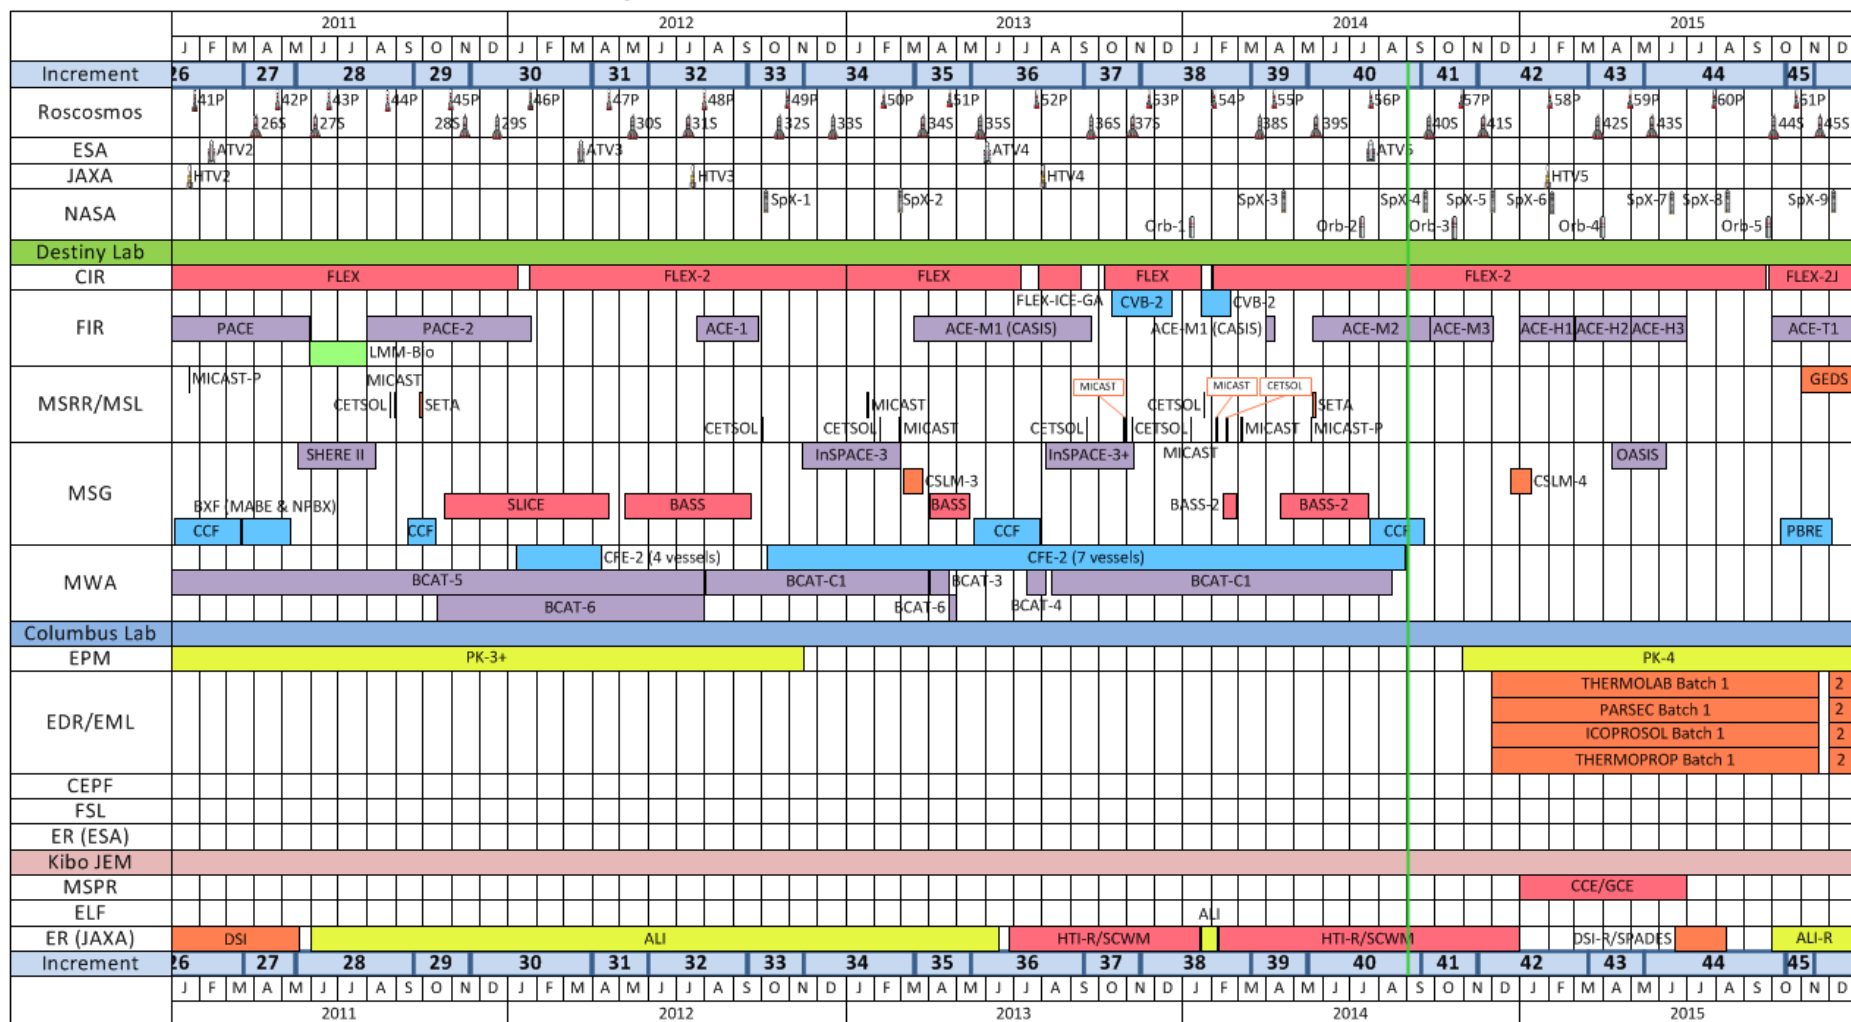 2011 2012 2013 2014 2015
J F M A M J J A S O N D J F M A M J J A S O N D J F M A M J J A S O N D J F M A M J J A S O N D J F M A M J J A S O N D
Increment 26 27 28 29 30 31 32 33 34 35 36 37 38 39 40 41 42 43 44 45
Roscosmos 41P 42P 43P 44P 45P 46P 47P 48P 49P 50P 51P 52P 53P 54P 55P 56P 57P 58P 59P 60P 51P
26S 27S 28S 29S 30S 31S 32S 33S 34S 35S 36S 37S 38S 39S 40S 41S 42S 43S 44S 45S
ESA ATV2 ATV3 ATV4 ATV5
JAXA HTV2 HTV3 HTV4 HTV5
NASA SpX-1 SpX-2 SpX-3 SpX-4 SpX-5 SpX-6 SpX-7 SpX-8 SpX-9
Orb-1 Orb-2 Orb-3 Orb-4 Orb-5
Destiny Lab
CIR FLEX FLEX-2 FLEX FLEX FLEX-2 FLEX-2J
FLEX-ICE-GA CVB-2 CVB-2
FIR PACE PACE-2 ACE-1 ACE-M1 (CASIS) ACE-M1 (CASIS) ACE-M2 ACE-M3 ACE-H1 ACE-H2 ACE-H3 ACE-T1
LMM-Bio
MICAST-P MICAST MICAST MICAST CETSOL GEDS
MSRR/MSL CETSOL SETA MICAST CETSOL SETA
CETSOL CETSOL MICAST CETSOL CETSOL MICAST MICAST-P
SHERE II InSPACE-3 InSPACE-3+ MICAST OASIS
CSLM-3 CSLM-4
MSG BXF (MABE & NPBX) SLICE BASS BASS BASS-2 BASS-2
CCF CCF CCF CCF PBRE
CFE-2 (4 vessels) CFE-2 (7 vessels)
MWA BCAT-5 BCAT-C1 BCAT-3 BCAT-C1
BCAT-6 BCAT-6 BCAT-4
Columbus Lab
EPM PK-3+ PK-4
THERMOLAB Batch 1 2
EDR/EML PARSEC Batch 1 2
ICOPROSOL Batch 1 2
THERMOPROP Batch 1 2
CEPF
FSL
ER (ESA)
Kibo JEM
MSPR CCE/GCE
ELF ALI
ER (JAXA) DSI ALI HTI-R/SCWM HTI-R/SCWM DSI-R/SPADES ALI-R
Increment 26 27 28 29 30 31 32 33 34 35 36 37 38 39 40 41 42 43 44 45
J F M A M J J A S O N D J F M A M J J A S O N D J F M A M J J A S O N D J F M A M J J A S O N D J F M A M J J A S O N D
2011 2012 2013 2014 2015